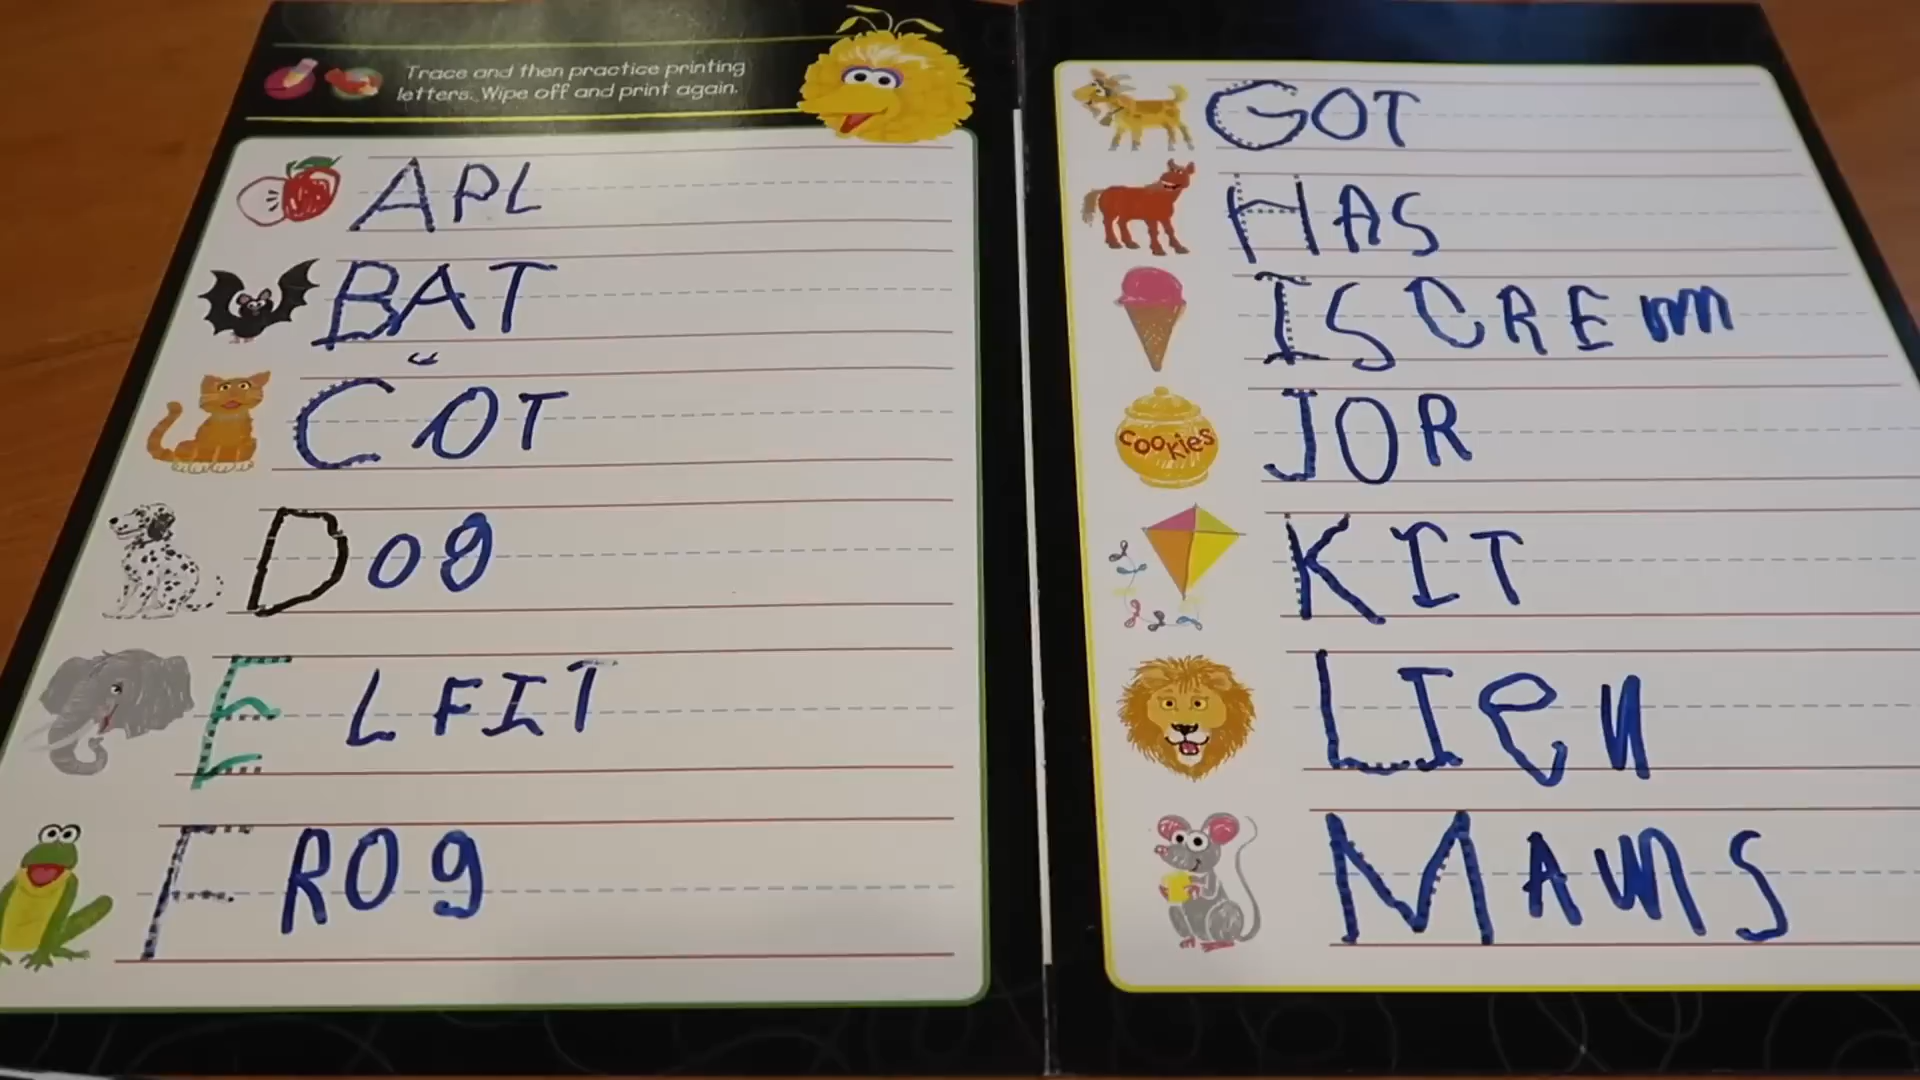 Trace and then practice printing
letters. Wipe off and print again.
APL
BAT
COT
Dog
ELFIT
FROg
GOT
HAS
ISCREm
COOKIES
JOR
KIT
LIen
MAmS